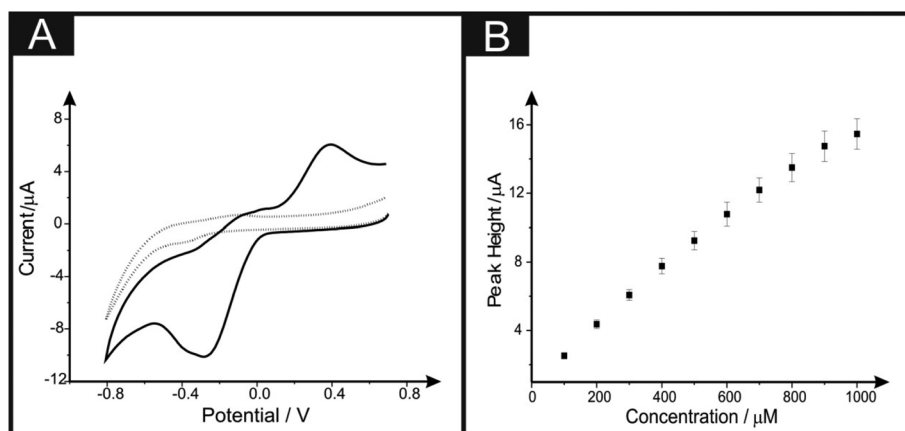 A
8
4
0
-4
-8
-12
Current/µA
-0.8 -0.4 0.0 0.4 0.8
Potential / V
B
16
12
8
4
Peak Height /µA
0 200 400 600 800 1000
Concentration / µM